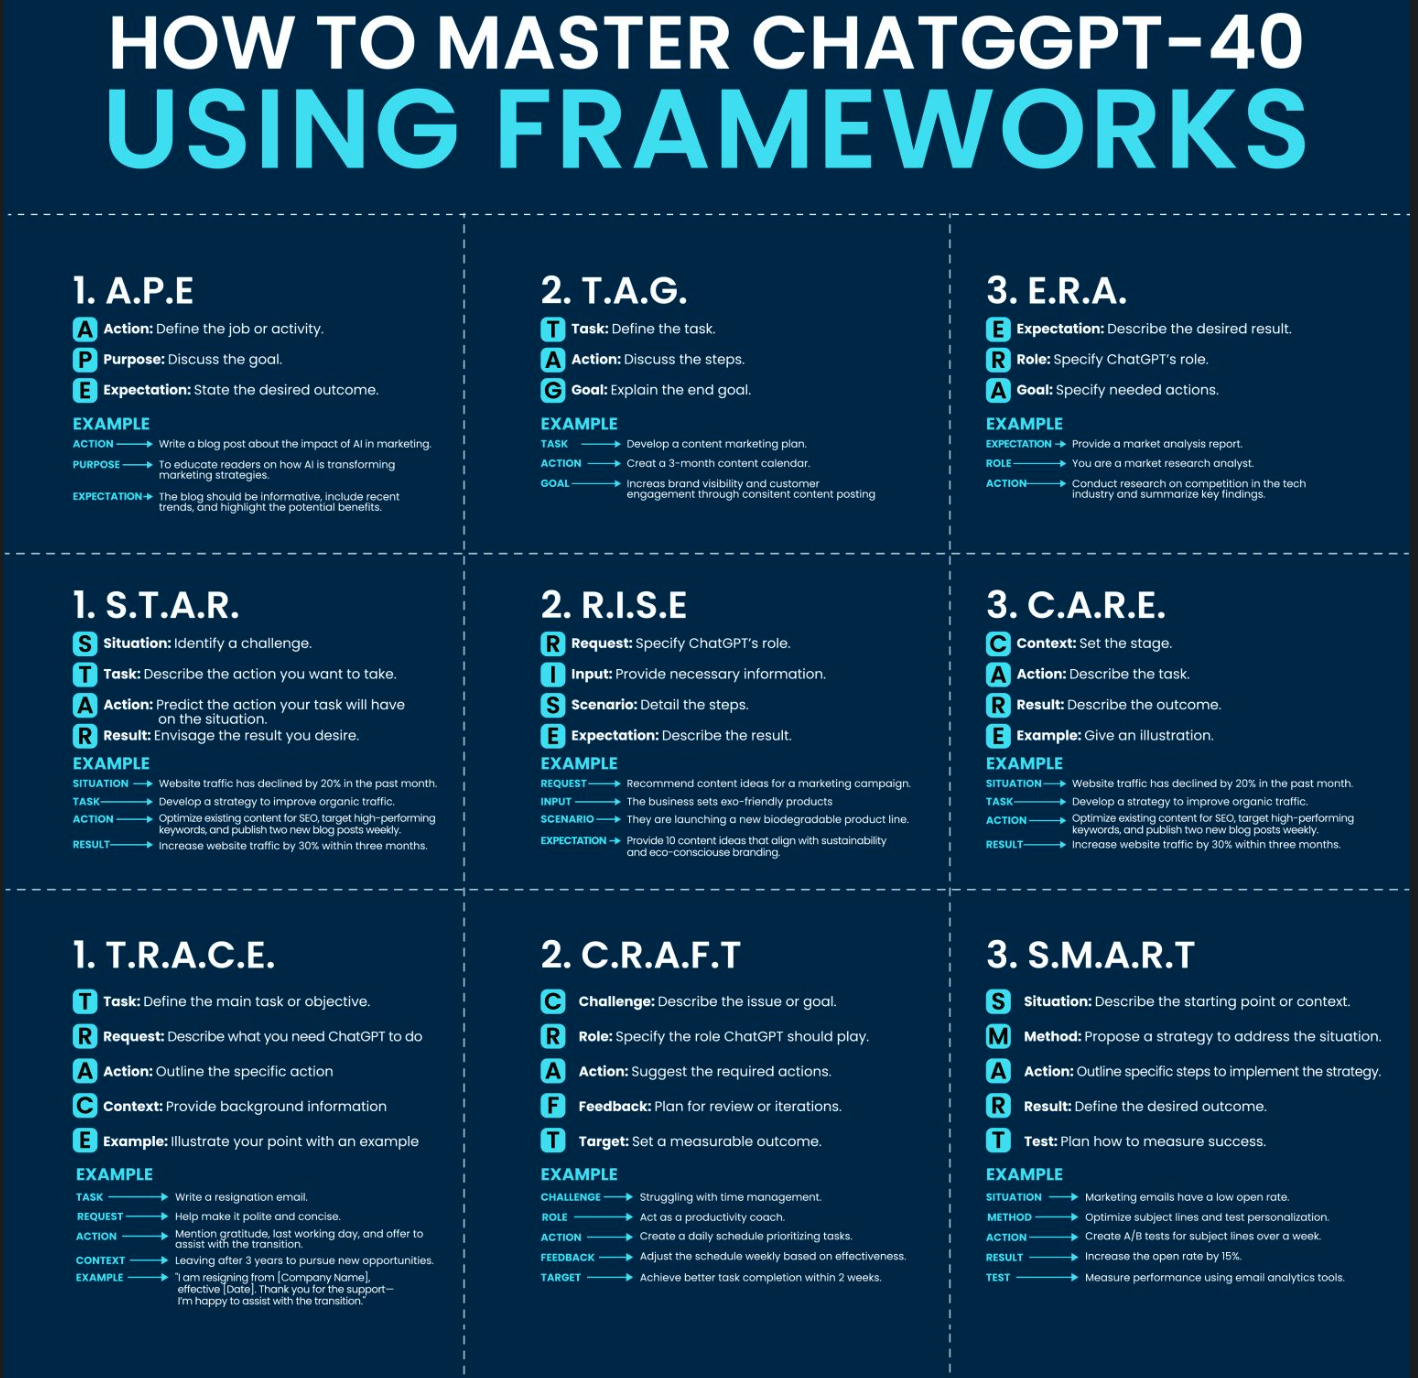 HOW TO MASTER CHATGGPT-40
USING FRAMEWORKS
1. A.P.E
A Action: Define the job or activity.
P Purpose: Discuss the goal.
E Expectation: State the desired outcome.
EXAMPLE
ACTION Write a blog post about the impact of AI in marketing.
PURPOSE To educate readers on how AI is transforming
marketing strategies.
EXPECTATION The blog should be informative, include recent
trends, and highlight the potential benefits.
2. T.A.G.
T Task: Define the task.
A Action: Discuss the steps.
G Goal: Explain the end goal.
EXAMPLE
TASK Develop a content marketing plan.
ACTION Creat a 3-month content calendar.
GOAL Increas brand visibility and customer
engagement through consitent content posting
3. E.R.A.
E Expectation: Describe the desired result.
R Role: Specify ChatGPT's role.
A Goal: Specify needed actions.
EXAMPLE
EXPECTATION Provide a market analysis report.
ROLE You are a market research analyst.
ACTION Conduct research on competition in the tech
industry and summarize key findings.
1. S.T.A.R.
S Situation: Identify a challenge.
T Task: Describe the action you want to take.
A Action: Predict the action your task will have
on the situation.
R Result: Envisage the result you desire.
EXAMPLE
SITUATION Website traffic has declined by 20% in the past month.
TASK Develop a strategy to improve organic traffic.
ACTION Optimize existing content for SEO, target high-performing
keywords, and publish two new blog posts weekly.
RESULT Increase website traffic by 30% within three months.
2. R.I.S.E
R Request: Specify ChatGPT's role.
I Input: Provide necessary information.
S Scenario: Detail the steps.
E Expectation: Describe the result.
EXAMPLE
REQUEST Recommend content ideas for a marketing campaign.
INPUT The business sets exo-friendly products
SCENARIO They are launching a new biodegradable product line.
EXPECTATION Provide 10 content ideas that align with sustainability
and eco-consciouse branding.
3. C.A.R.E.
C Context: Set the stage.
A Action: Describe the task.
R Result: Describe the outcome.
E Example: Give an illustration.
EXAMPLE
SITUATION Website traffic has declined by 20% in the past month.
TASK Develop a strategy to improve organic traffic.
ACTION Optimize existing content for SEO, target high-performing
keywords, and publish two new blog posts weekly.
RESULT Increase website traffic by 30% within three months.
1. T.R.A.C.E.
T Task: Define the main task or objective.
R Request: Describe what you need ChatGPT to do
A Action: Outline the specific action
C Context: Provide background information
E Example: Illustrate your point with an example
EXAMPLE
TASK Write a resignation email.
REQUEST Help make it polite and concise.
ACTION Mention gratitude, last working day, and offer to
assist with the transition.
CONTEXT Leaving after 3 years to pursue new opportunities.
EXAMPLE "I am resigning from [Company Name],
effective [Date]. Thank you for the support—
I'm happy to assist with the transition."
2. C.R.A.F.T
C Challenge: Describe the issue or goal.
R Role: Specify the role ChatGPT should play.
A Action: Suggest the required actions.
F Feedback: Plan for review or iterations.
T Target: Set a measurable outcome.
EXAMPLE
CHALLENGE Struggling with time management.
ROLE Act as a productivity coach.
ACTION Create a daily schedule prioritizing tasks.
FEEDBACK Adjust the schedule weekly based on effectiveness.
TARGET Achieve better task completion within 2 weeks.
3. S.M.A.R.T
S Situation: Describe the starting point or context.
M Method: Propose a strategy to address the situation.
A Action: Outline specific steps to implement the strategy.
R Result: Define the desired outcome.
T Test: Plan how to measure success.
EXAMPLE
SITUATION Marketing emails have a low open rate.
METHOD Optimize subject lines and test personalization.
ACTION Create A/B tests for subject lines over a week.
RESULT Increase the open rate by 15%.
TEST Measure performance using email analytics tools.